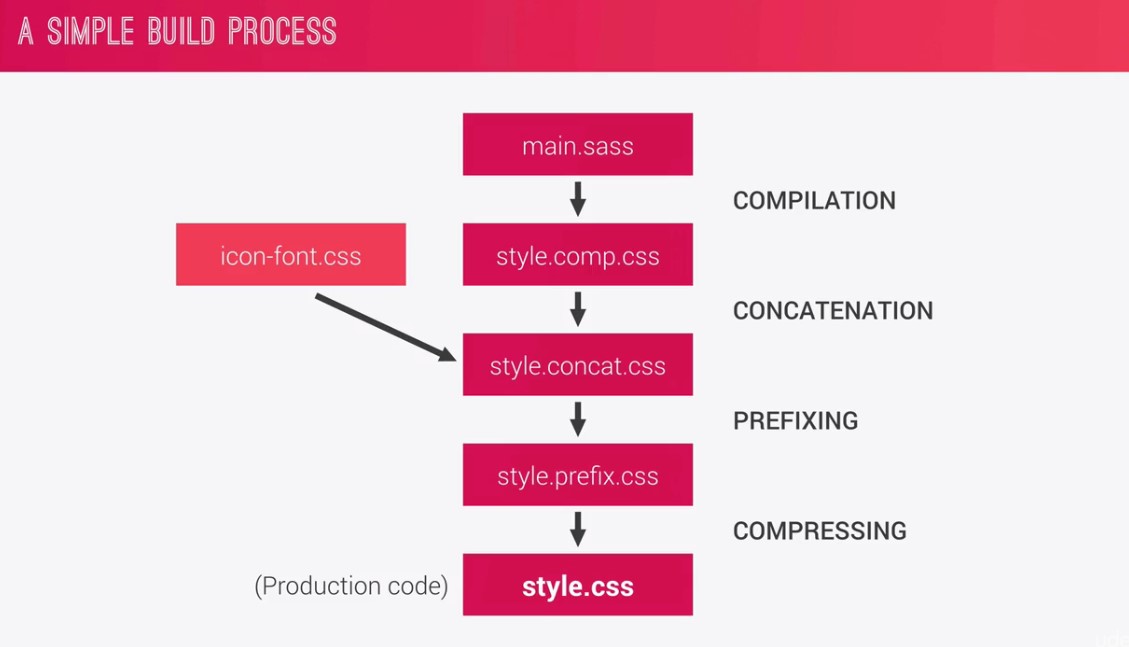 A SIMPLE BUILD PROCESS
main.sass
COMPILATION
icon-font.css
style.comp.css
CONCATENATION
style.concat.css
PREFIXING
style.prefix.css
COMPRESSING
(Production code)
style.css